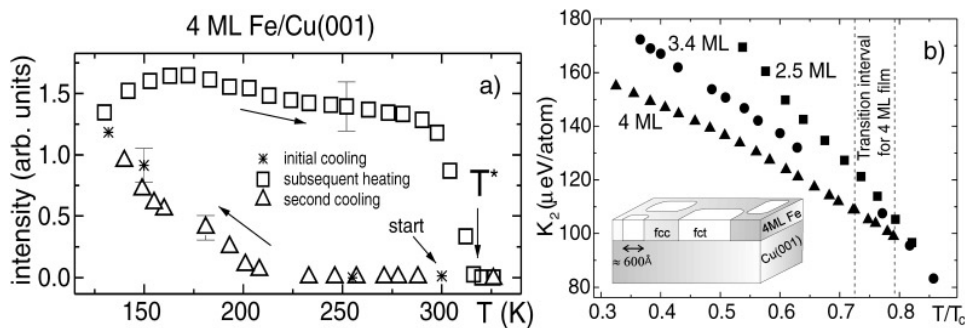 4 ML Fe/Cu(001)
intensity (arb. units)
1.5
1.0
0.5
0.0
a)
initial cooling
subsequent heating
second cooling
T*
start
150
200
250
300
T (K)
K₂(μeV/atom)
180
160
140
120
100
80
b)
3.4 ML
2.5 ML
4 ML
Transition interval
for 4 ML film
fcc
fct
4ML Fe
Cu(001)
≈ 600Å
0.3
0.4
0.5
0.6
0.7
0.8
T/Tc